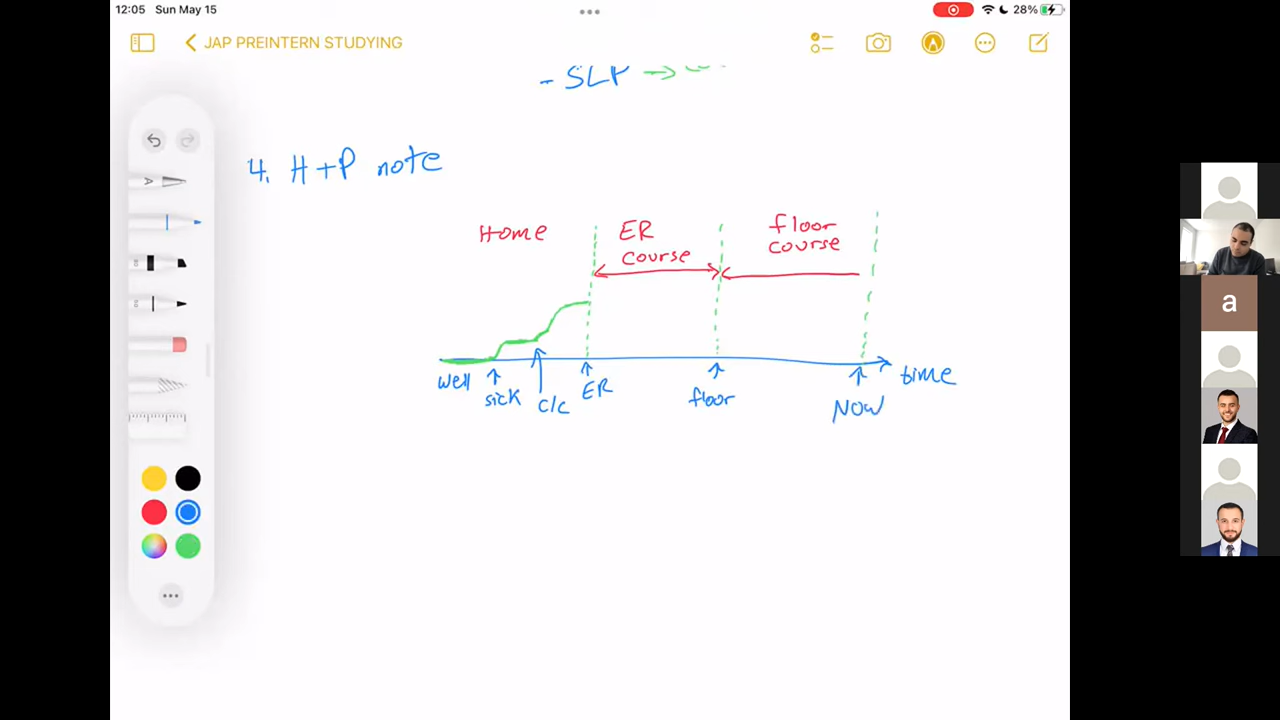 12:05 Sun May 15
28%
JAP PREINTERN STUDYING
- SLP →
4. H+P note
Home
ER
course
floor
course
well
sick
c/c
ER
floor
NOW
time
A
a